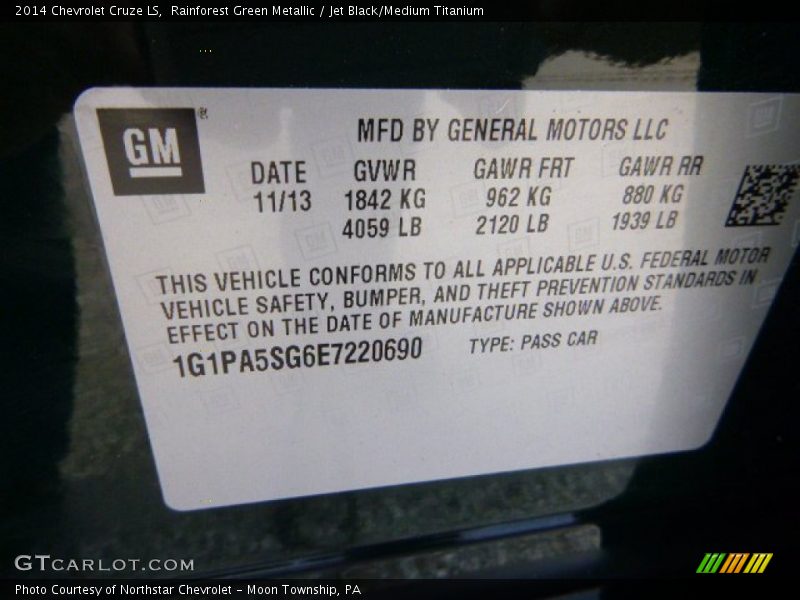 2014 Chevrolet Cruze LS, Rainforest Green Metallic / Jet Black/Medium Titanium
GM ®
MFD BY GENERAL MOTORS LLC
DATE GVWR GAWR FRT GAWR RR
11/13 1842 KG 962 KG 880 KG
4059 LB 2120 LB 1939 LB
THIS VEHICLE CONFORMS TO ALL APPLICABLE U.S. FEDERAL MOTOR
VEHICLE SAFETY, BUMPER, AND THEFT PREVENTION STANDARDS IN
EFFECT ON THE DATE OF MANUFACTURE SHOWN ABOVE.
1G1PA5SG6E7220690 TYPE: PASS CAR
GTCARLOT.COM
Photo Courtesy of Northstar Chevrolet - Moon Township, PA